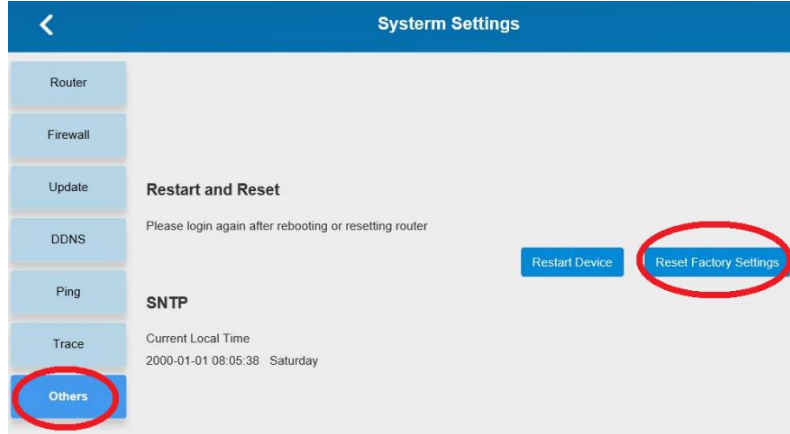 Systerm Settings
Router
Firewall
Update
DDNS
Ping
Trace
Others
Restart and Reset
Please login again after rebooting or resetting router
Restart Device
Reset Factory Settings
SNTP
Current Local Time
2000-01-01 08:05:38 Saturday